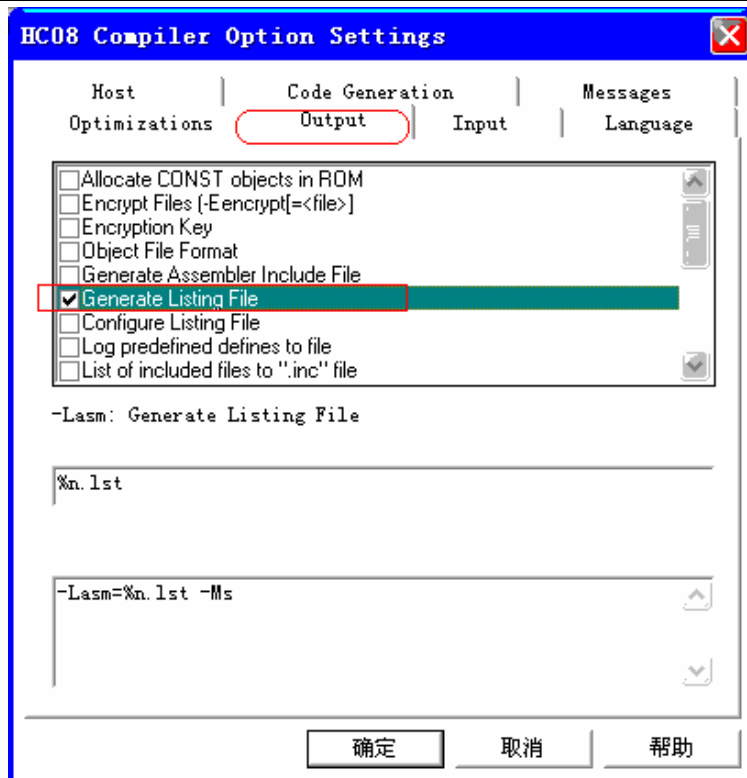 HC08 Compiler Option Settings
Host Code Generation Messages
Optimizations Output Input Language
Allocate CONST objects in ROM
Encrypt Files (-Eencrypt[=<file>]
Encryption Key
Object File Format
Generate Assembler Include File
Generate Listing File
Configure Listing File
Log predefined defines to file
List of included files to ".inc" file
-Lasm: Generate Listing File
%n.lst
-Lasm=%n.lst -Ms
确定 取消 帮助